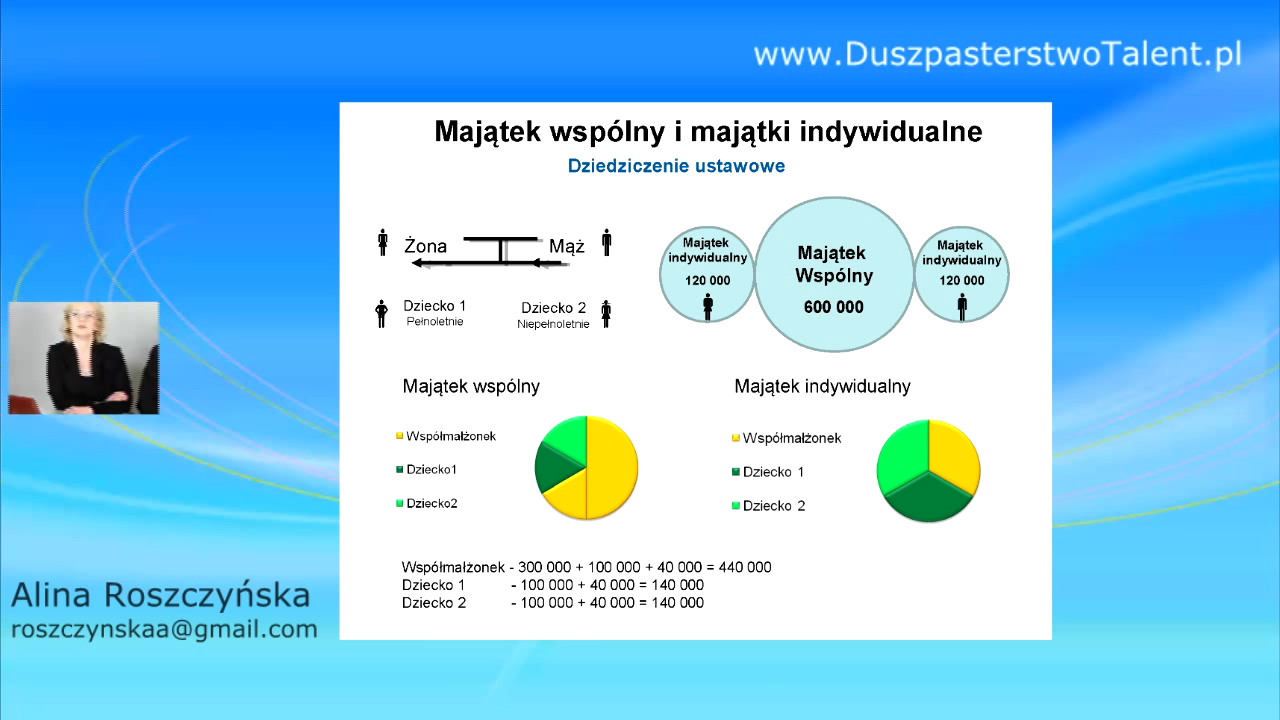 www.DuszpasterstwoTalent.pl
Majątek wspólny i majątki indywidualne
Dziedziczenie ustawowe
Żona
Mąż
Dziecko 1
Pełnoletnie
Dziecko 2
Niepełnoletnie
Majątek
indywidualny
120 000
Majątek
Wspólny
600 000
Majątek
indywidualny
120 000
Majątek wspólny
Współmałżonek
Dziecko1
Dziecko2
Majątek indywidualny
Współmałżonek
Dziecko 1
Dziecko 2
Współmałżonek - 300 000 + 100 000 + 40 000 = 440 000
Dziecko 1 - 100 000 + 40 000 = 140 000
Dziecko 2 - 100 000 + 40 000 = 140 000
Alina Roszczyńska
roszczynskaa@gmail.com